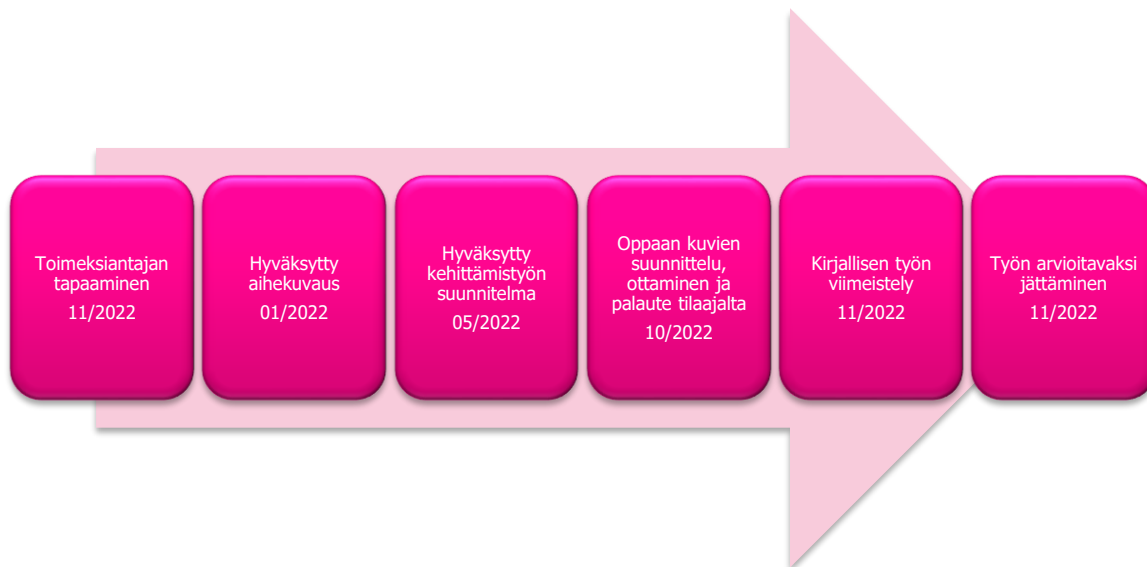 Toimeksiantajan
tapaaminen
11/2022
Hyväksytty
aihekuvaus
01/2022
Hyväksytty
kehittämistyön
suunnitelma
05/2022
Oppaan kuvien
suunnittelu,
ottaminen ja
palaute tilaajalta
10/2022
Kirjallisen työn
viimeistely
11/2022
Työn arvioitavaksi
jättäminen
11/2022